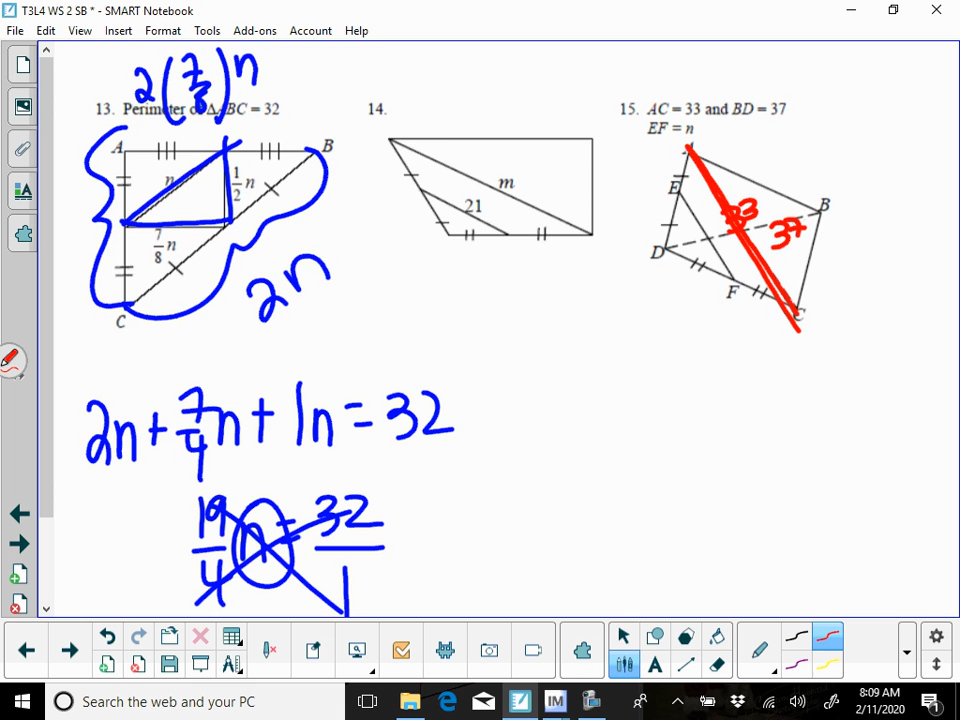 T3L4 WS 2 SB * - SMART Notebook
File Edit View Insert Format Tools Add-ons Account Help
2(7/8)n
13. Perimeter of ΔABC = 32
14.
15. AC = 33 and BD = 37
EF = n
A
B
n
1/2 n
7/8 n
C
2n
m
21
A
E
B
33
37
D
F
C
2n + 7/4 n + 1n = 32
19/4 n = 32/1
Search the web and your PC
8:09 AM
2/11/2020
1